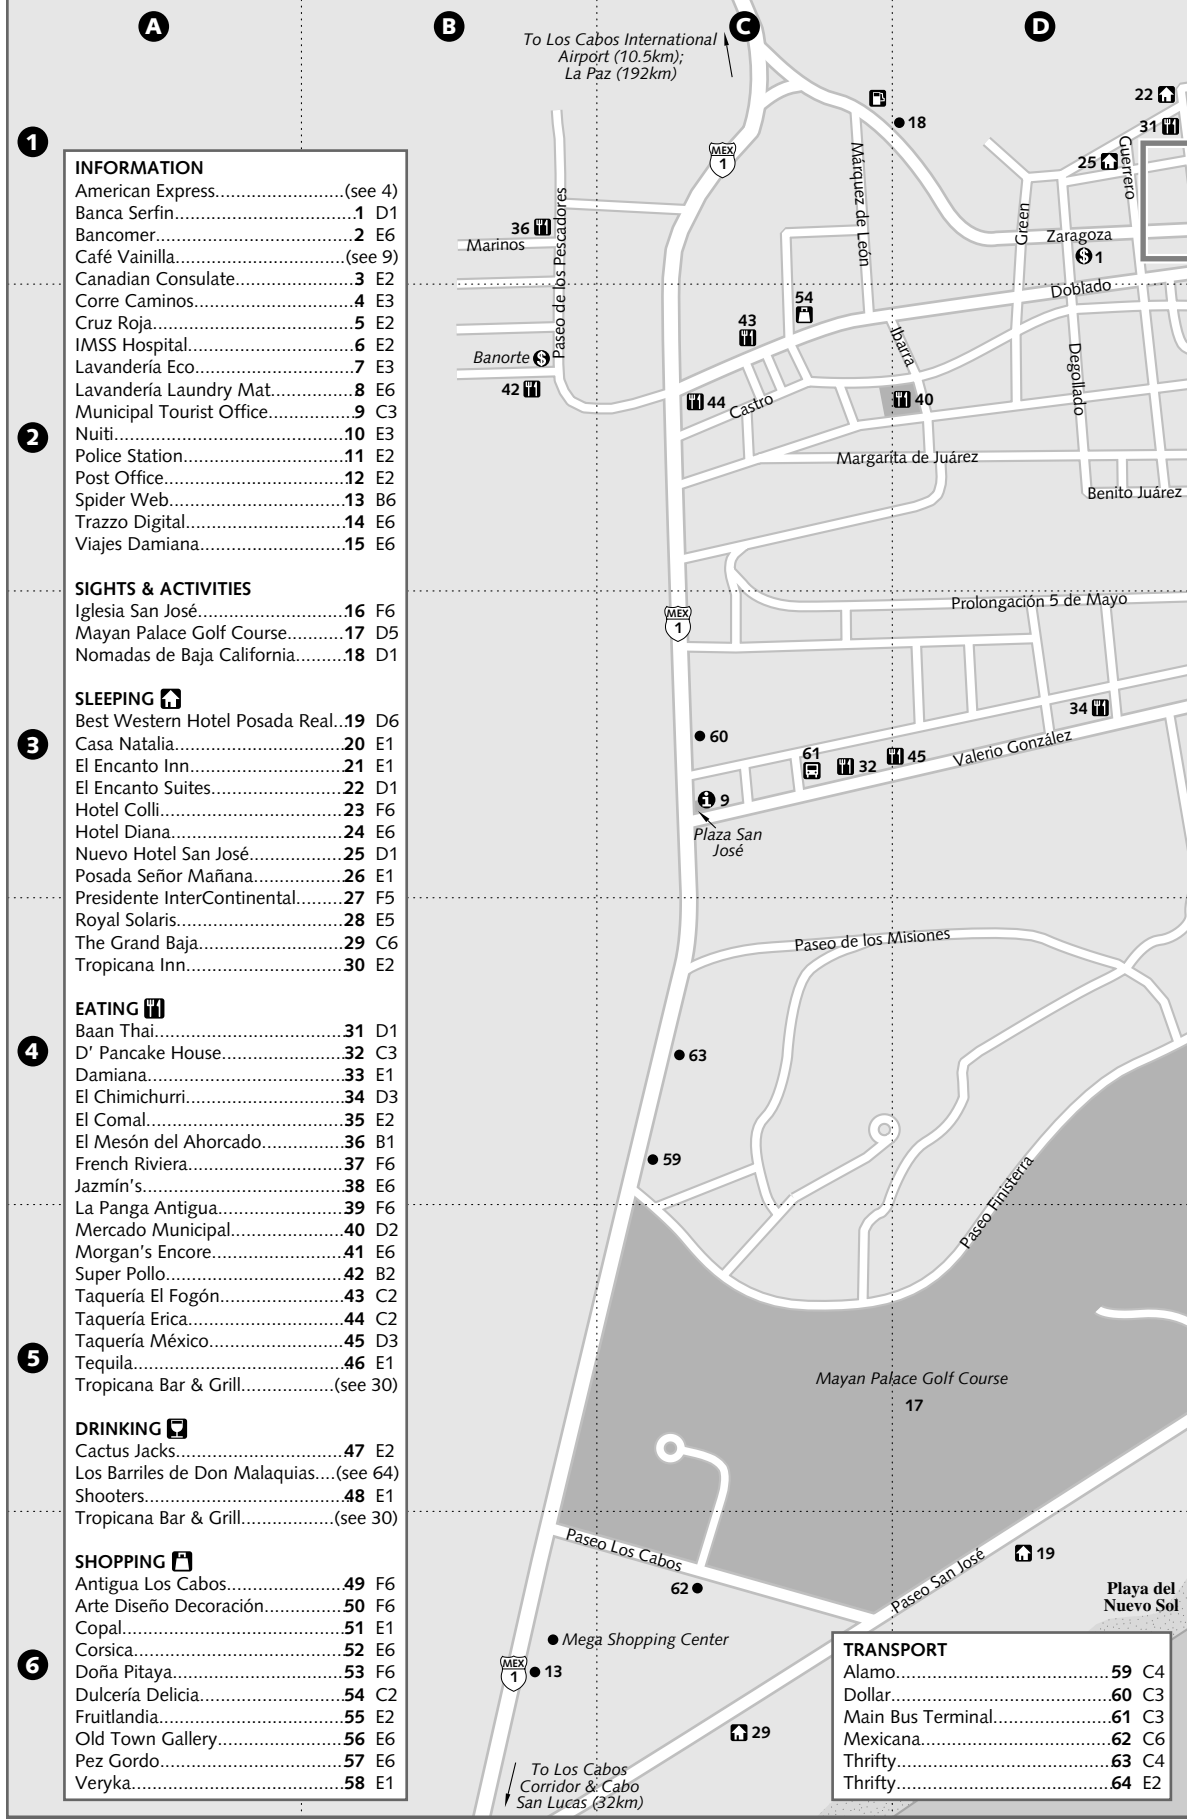 A
B
C
D
1
2
3
4
5
6
To Los Cabos International
Airport (10.5km);
La Paz (192km)
INFORMATION
American Express.......................(see 4)
Banca Serfin..............................1 D1
Bancomer.................................2 E6
Café Vainilla.............................(see 9)
Canadian Consulate.....................3 E2
Corre Caminos...........................4 E3
Cruz Roja..................................5 E2
IMSS Hospital............................6 E2
Lavandería Eco...........................7 E3
Lavandería Laundry Mat...............8 E6
Municipal Tourist Office................9 C3
Nuiti........................................10 E3
Police Station............................11 E2
Post Office................................12 E2
Spider Web...............................13 B6
Trazzo Digital............................14 E6
Viajes Damiana..........................15 E6
SIGHTS & ACTIVITIES
Iglesia San José..........................16 F6
Mayan Palace Golf Course..........17 D5
Nomadas de Baja California.........18 D1
SLEEPING
Best Western Hotel Posada Real..19 D6
Casa Natalia..............................20 E1
El Encanto Inn...........................21 E1
El Encanto Suites.......................22 D1
Hotel Colli................................23 F6
Hotel Diana..............................24 E6
Nuevo Hotel San José.................25 D1
Posada Señor Mañana................26 E1
Presidente InterContinental.........27 F5
Royal Solaris.............................28 E5
The Grand Baja.........................29 C6
Tropicana Inn............................30 E2
EATING
Baan Thai.................................31 D1
D' Pancake House......................32 C3
Damiana..................................33 E1
El Chimichurri...........................34 D3
El Comal..................................35 E2
El Mesón del Ahorcado...............36 B1
French Riviera...........................37 F6
Jazmín's...................................38 E6
La Panga Antigua.......................39 F6
Mercado Municipal....................40 D2
Morgan's Encore.......................41 E6
Super Pollo...............................42 B2
Taquería El Fogón......................43 C2
Taquería Erica...........................44 C2
Taquería México........................45 D3
Tequila....................................46 E1
Tropicana Bar & Grill................(see 30)
DRINKING
Cactus Jacks.............................47 E2
Los Barriles de Don Malaquias....(see 64)
Shooters..................................48 E1
Tropicana Bar & Grill................(see 30)
SHOPPING
Antigua Los Cabos.....................49 F6
Arte Diseño Decoración..............50 F6
Copal......................................51 E1
Corsica....................................52 E6
Doña Pitaya..............................53 F6
Dulcería Delicia.........................54 C2
Fruitlandia................................55 E2
Old Town Gallery.......................56 E6
Pez Gordo................................57 E6
Veryka.....................................58 E1
MEX
1
18
22
31
25
Guerrero
Márquez de León
Green
Zaragoza
1
36
Marinos
Paseo de los Pescadores
Doblado
54
43
Ibarra
Banorte
42
44
Castro
40
Degollado
Margarita de Juárez
Benito Juárez
Prolongación 5 de Mayo
MEX
1
34
60
61
32
45
Valerio González
9
Plaza San
José
Paseo de los Misiones
63
59
Paseo Finisterra
Mayan Palace Golf Course
17
Paseo Los Cabos
62
Paseo San José
19
Playa del
Nuevo Sol
Mega Shopping Center
MEX
1
13
29
To Los Cabos
Corridor & Cabo
San Lucas (32km)
TRANSPORT
Alamo......................................59 C4
Dollar......................................60 C3
Main Bus Terminal.....................61 C3
Mexicana.................................62 C6
Thrifty.....................................63 C4
Thrifty.....................................64 E2